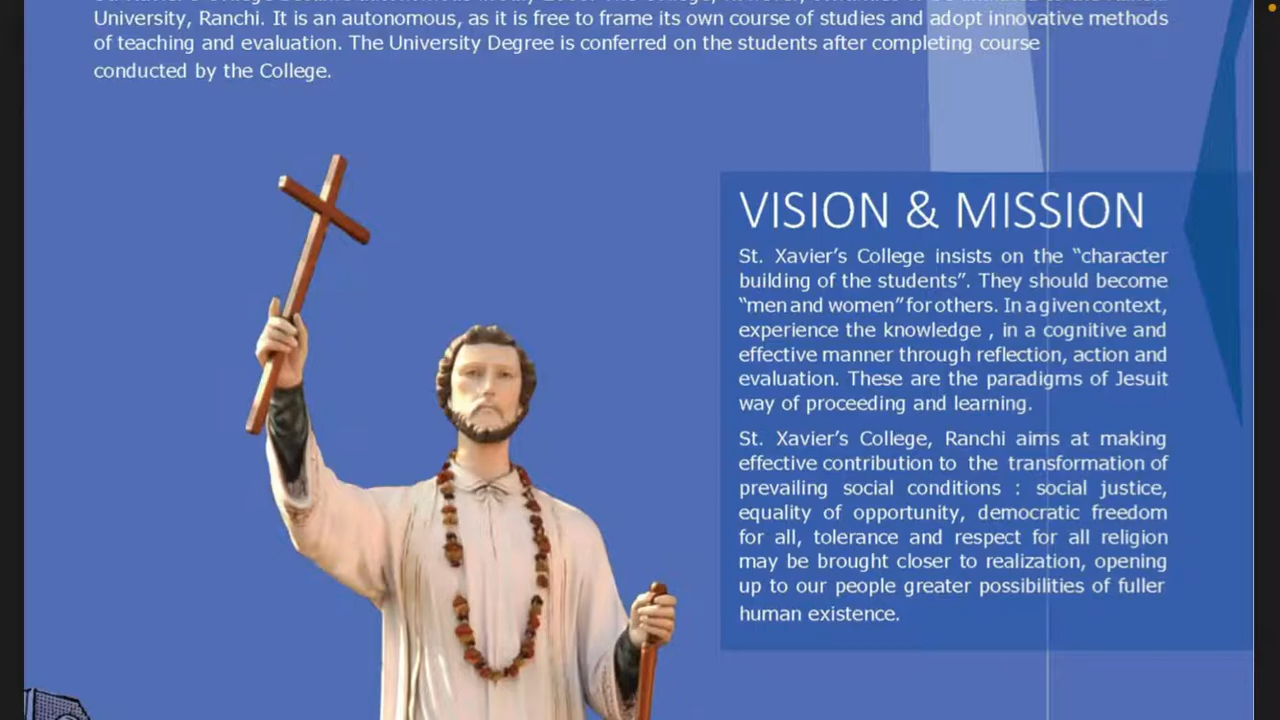 University, Ranchi. It is an autonomous, as it is free to frame its own course of studies and adopt innovative methods
of teaching and evaluation. The University Degree is conferred on the students after completing course
conducted by the College.
VISION & MISSION
St. Xavier's College insists on the "character
building of the students". They should become
"men and women" for others. In a given context,
experience the knowledge , in a cognitive and
effective manner through reflection, action and
evaluation. These are the paradigms of Jesuit
way of proceeding and learning.
St. Xavier's College, Ranchi aims at making
effective contribution to the transformation of
prevailing social conditions : social justice,
equality of opportunity, democratic freedom
for all, tolerance and respect for all religion
may be brought closer to realization, opening
up to our people greater possibilities of fuller
human existence.